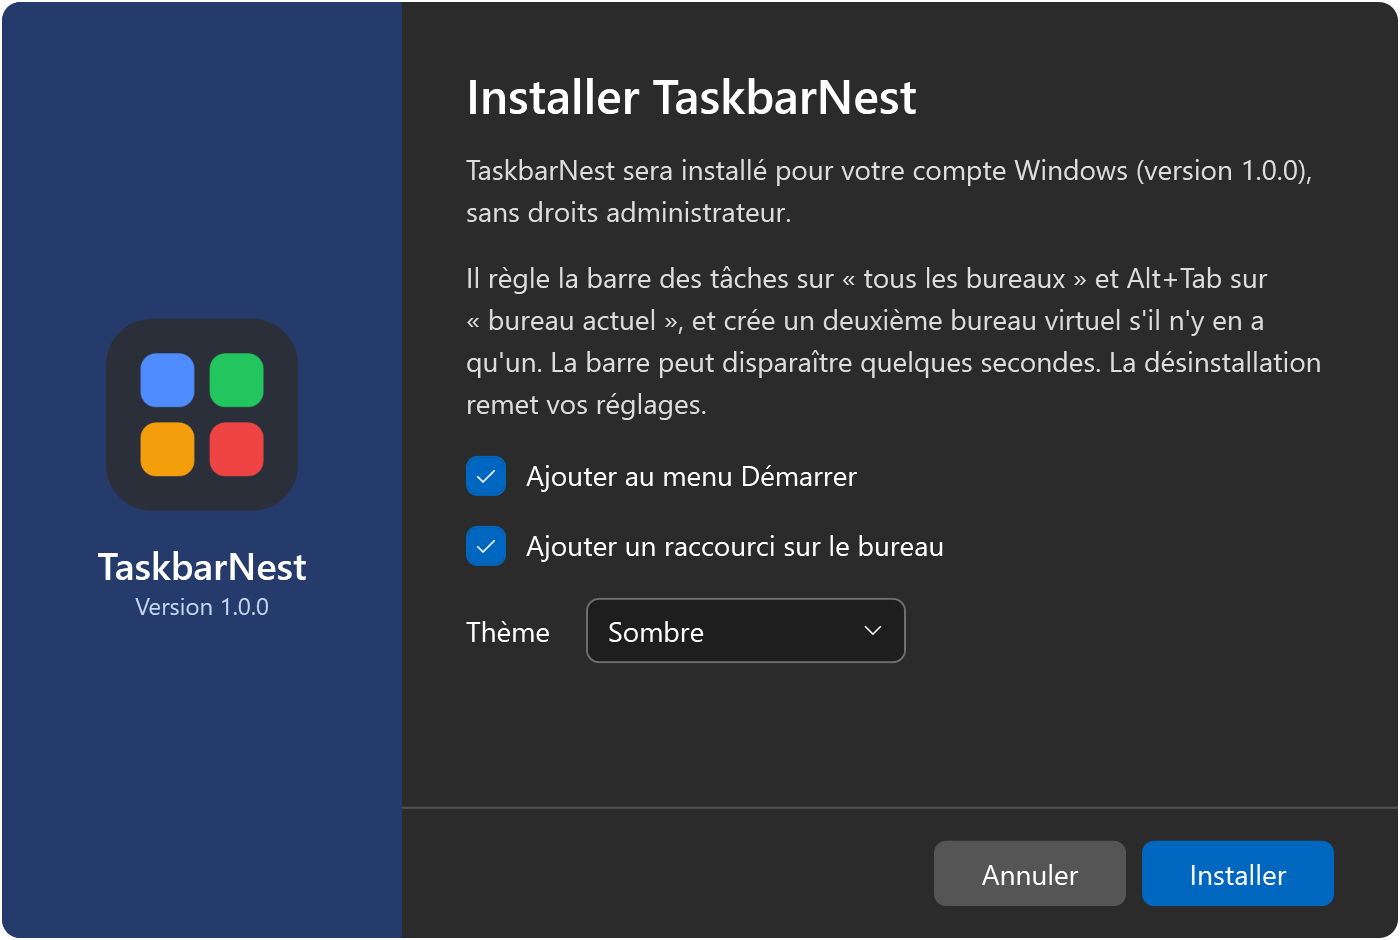 TaskbarNest
Version 1.0.0
Installer TaskbarNest
TaskbarNest sera installé pour votre compte Windows (version 1.0.0),
sans droits administrateur.
Il règle la barre des tâches sur « tous les bureaux » et Alt+Tab sur
« bureau actuel », et crée un deuxième bureau virtuel s'il n'y en a
qu'un. La barre peut disparaître quelques secondes. La désinstallation
remet vos réglages.
Ajouter au menu Démarrer
Ajouter un raccourci sur le bureau
Thème
Sombre
Annuler
Installer